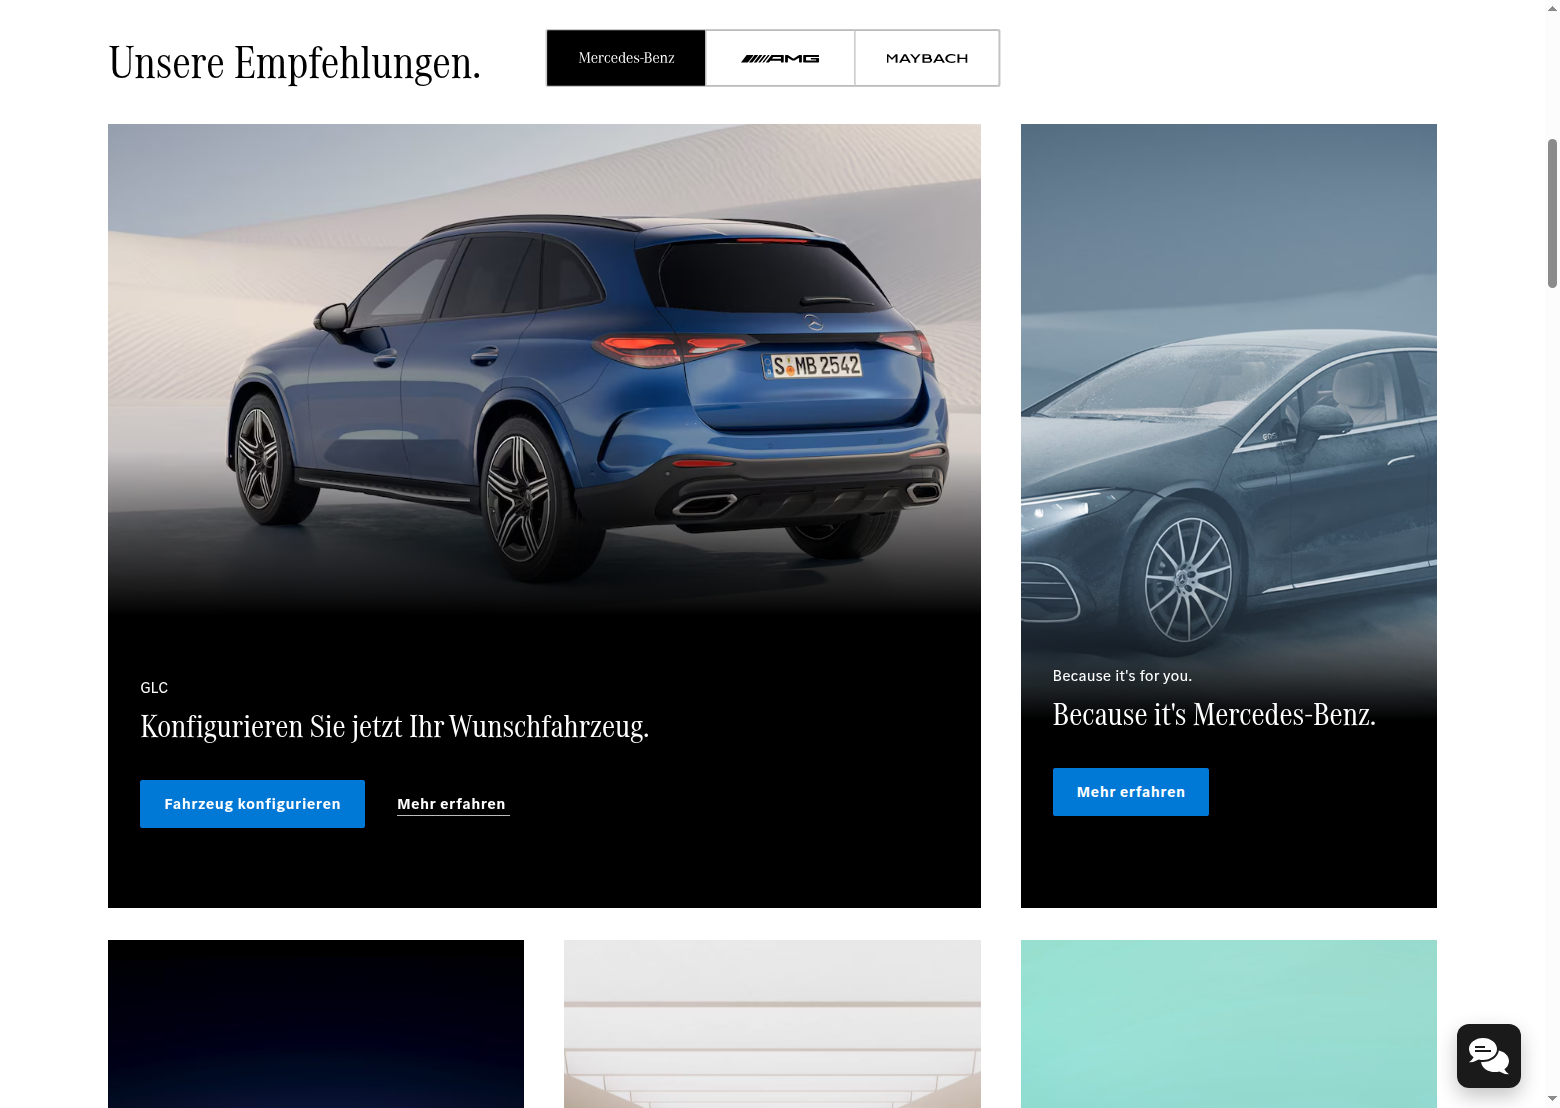 Unsere Empfehlungen.
Mercedes-Benz
AMG
MAYBACH
S MB 2542
EQS
GLC
Konfigurieren Sie jetzt Ihr Wunschfahrzeug.
Fahrzeug konfigurieren
Mehr erfahren
Because it's for you.
Because it's Mercedes-Benz.
Mehr erfahren